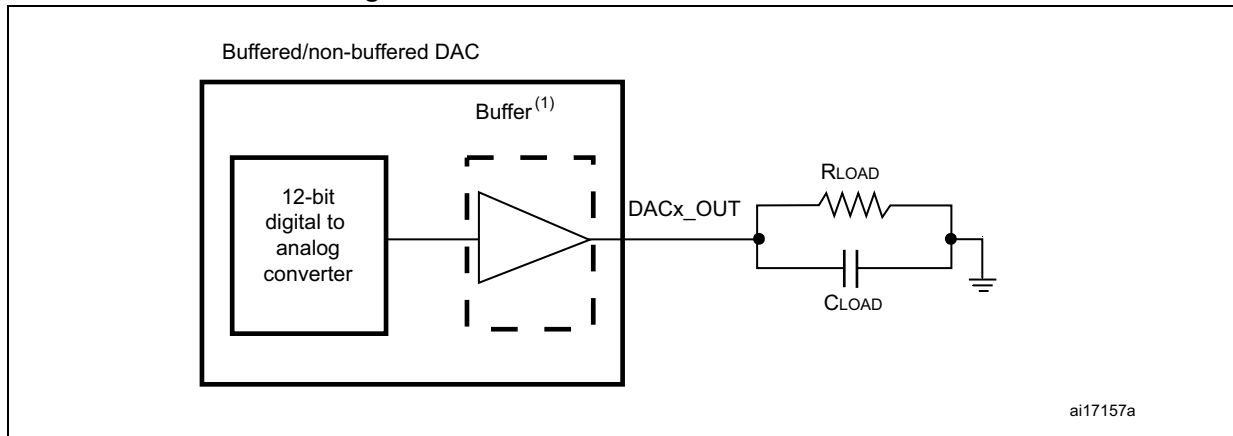 Buffered/non-buffered DAC
Buffer(1)
12-bit
digital to
analog
converter
DACx_OUT
RLOAD
CLOAD
ai17157a